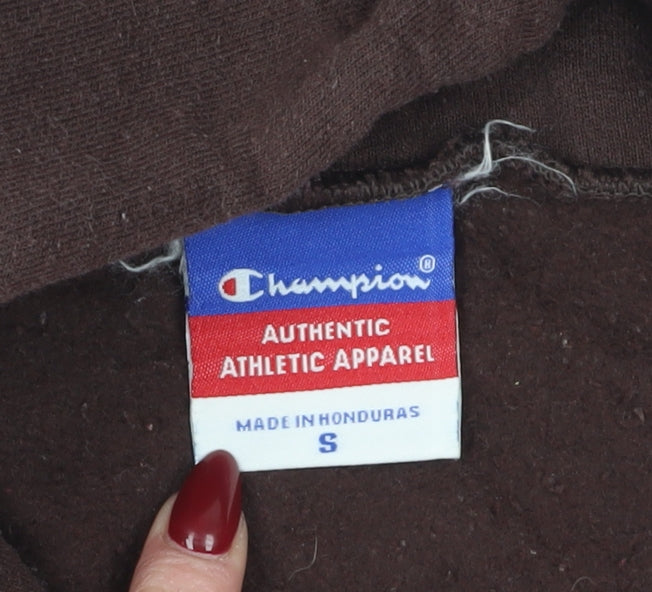 Champion®
AUTHENTIC
ATHLETIC APPAREL
MADE IN HONDURAS
S